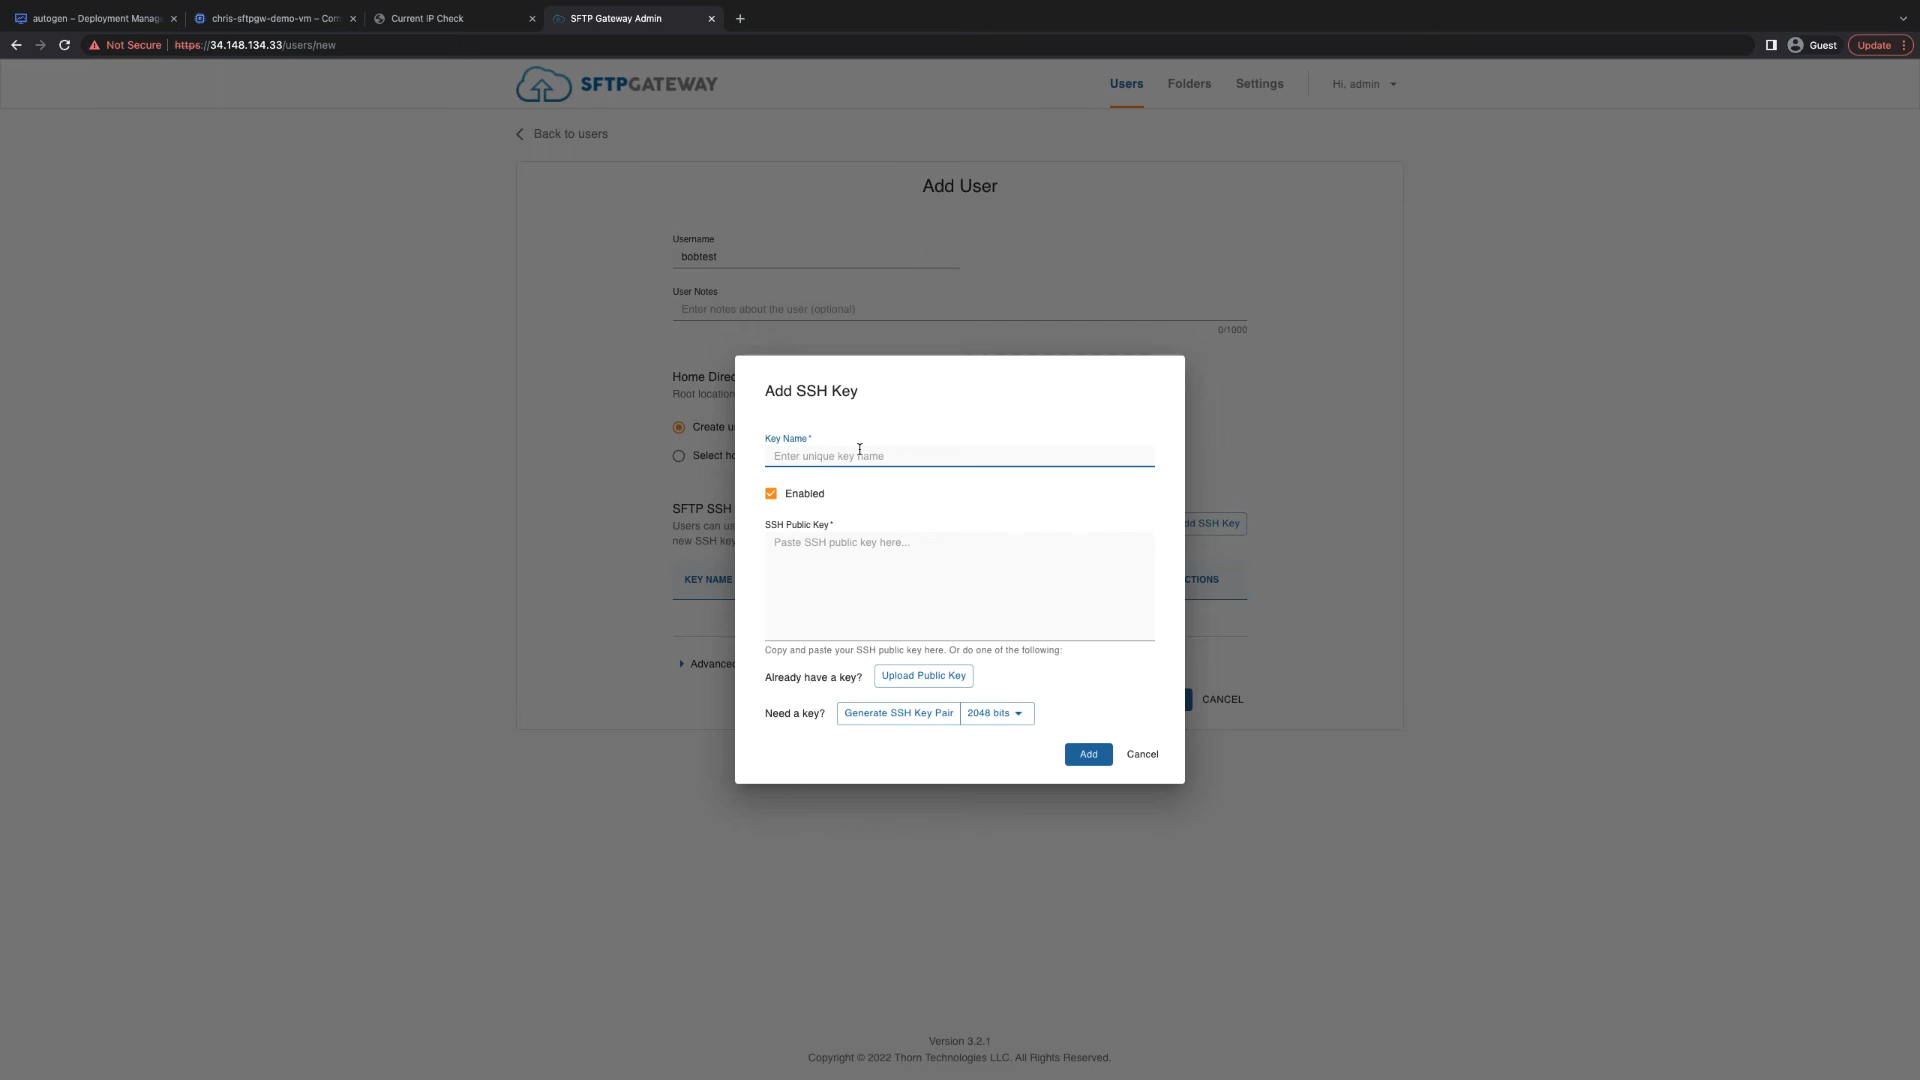 autogen – Deployment Manag
chris-sftpgw-demo-vm – Com
Current IP Check
SFTP Gateway Admin
Not Secure
https://34.148.134.33/users/new
Guest
Update
SFTPGATEWAY
Users
Folders
Settings
Hi, admin
Back to users
Add User
Username
bobtest
User Notes
Enter notes about the user (optional)
0/1000
Home Direc
Root location
Create u
Select ho
SFTP SSH
Users can us
new SSH key
dd SSH Key
KEY NAME
CTIONS
Advanced
CANCEL
Add SSH Key
Key Name*
Enter unique key name
Enabled
SSH Public Key*
Paste SSH public key here...
Copy and paste your SSH public key here. Or do one of the following:
Already have a key?
Upload Public Key
Need a key?
Generate SSH Key Pair
2048 bits
Add
Cancel
Version 3.2.1
Copyright © 2022 Thorn Technologies LLC. All Rights Reserved.